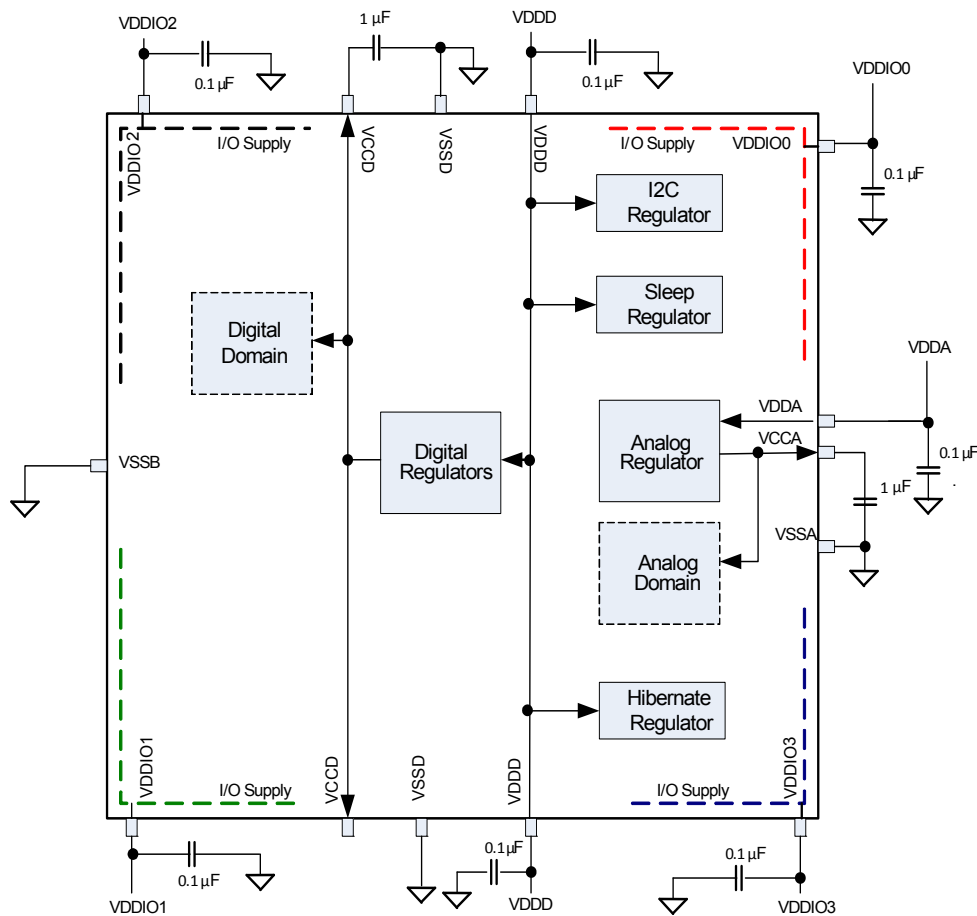 VDDIO2
1 µF
VDDD
0.1 µF
0.1 µF
VDDIO0
0.1 µF
I/O Supply
VDDIO2
VCCD
VSSD
VDDD
I/O Supply
VDDIO0
I2C
Regulator
Sleep
Regulator
Digital
Domain
VDDA
VDDA
Analog
Regulator
VCCA
Digital
Regulators
VSSB
0.1 µF
.
1 µF
VSSA
Analog
Domain
Hibernate
Regulator
VDDIO1
I/O Supply
VCCD
VSSD
VDDD
I/O Supply
VDDIO3
0.1 µF
0.1 µF
0.1 µF
VDDIO1
VDDD
VDDIO3